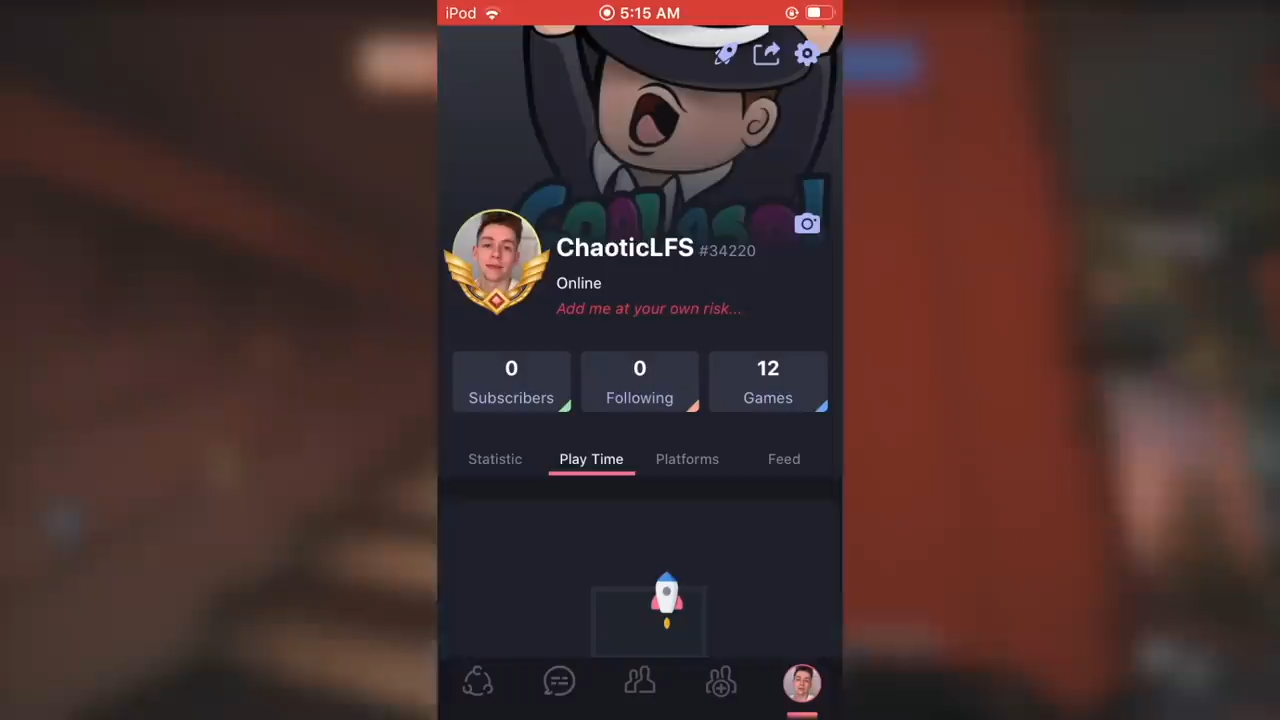 iPod 5:15 AM
ChaoticLFS #34220
Online
Add me at your own risk...
0 0 12
Subscribers Following Games
Statistic Play Time Platforms Feed